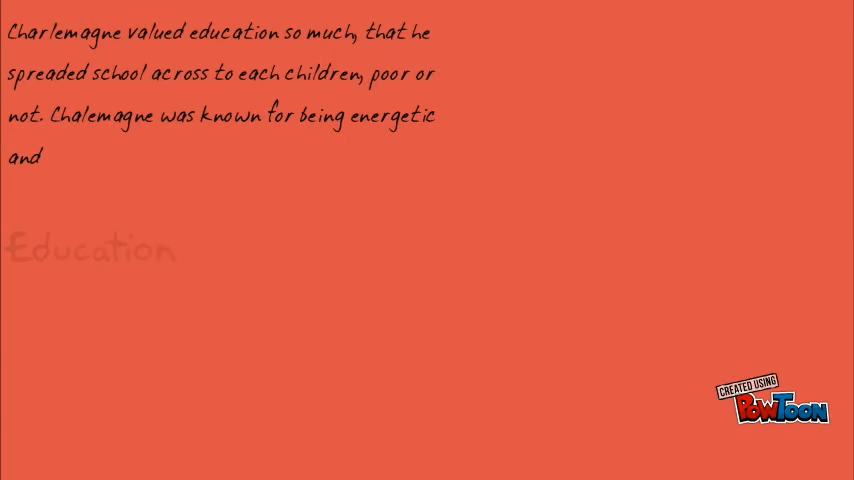 Charlemagne valued education so much, that he
spreaded school across to each children, poor or
not. Chalemagne was known for being energetic
and
Education
CREATED USING
POWTOON